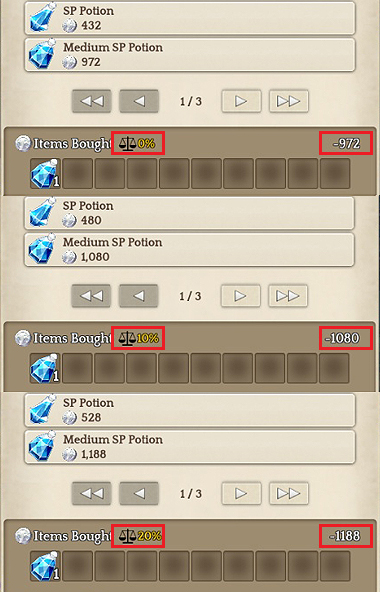 SP Potion
432
Medium SP Potion
972
1 / 3
Items Bought 0% -972
1
SP Potion
480
Medium SP Potion
1,080
1 / 3
Items Bought 10% -1080
1
SP Potion
528
Medium SP Potion
1,188
1 / 3
Items Bought 20% -1188
1